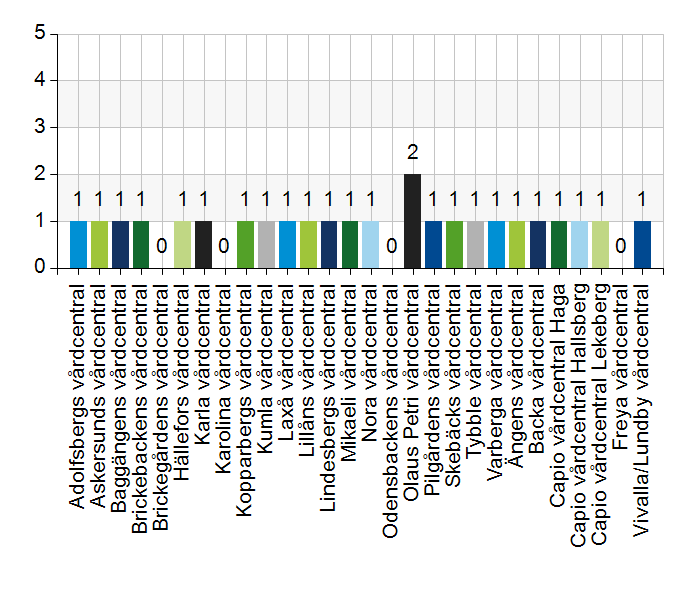 5
4
3
2
1
0
1
1
1
1
0
1
1
0
1
1
1
1
1
1
1
0
2
1
1
1
1
1
1
1
1
1
0
1
Adolfsbergs vårdcentral
Askersunds vårdcentral
Baggängens vårdcentral
Brickebackens vårdcentral
Brickegårdens vårdcentral
Hällefors vårdcentral
Karla vårdcentral
Karolina vårdcentral
Kopparbergs vårdcentral
Kumla vårdcentral
Laxå vårdcentral
Lillåns vårdcentral
Lindesbergs vårdcentral
Mikaeli vårdcentral
Nora vårdcentral
Odensbackens vårdcentral
Olaus Petri vårdcentral
Pilgårdens vårdcentral
Skebäcks vårdcentral
Tybble vårdcentral
Varberga vårdcentral
Ängens vårdcentral
Backa vårdcentral
Capio vårdcentral Haga
Capio vårdcentral Hallsberg
Capio vårdcentral Lekeberg
Freya vårdcentral
Vivalla/Lundby vårdcentral